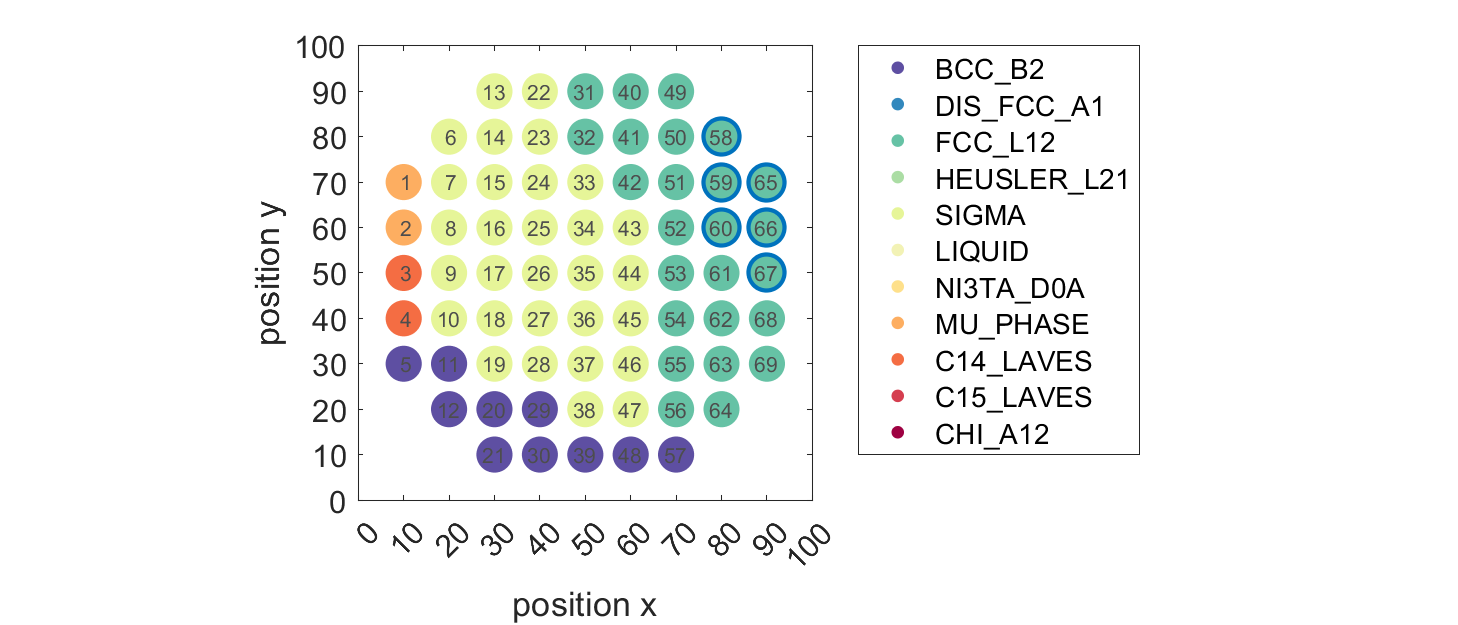 100
90
80
70
60
50
40
30
20
10
0
position y
13 22 31 40 49
6 14 23 32 41 50 58
1 7 15 24 33 42 51 59 65
2 8 16 25 34 43 52 60 66
3 9 17 26 35 44 53 61 67
4 10 18 27 36 45 54 62 68
5 11 19 28 37 46 55 63 69
12 20 29 38 47 56 64
21 30 39 48 57
0 10 20 30 40 50 60 70 80 90 100
position x
BCC_B2
DIS_FCC_A1
FCC_L12
HEUSLER_L21
SIGMA
LIQUID
NI3TA_D0A
MU_PHASE
C14_LAVES
C15_LAVES
CHI_A12